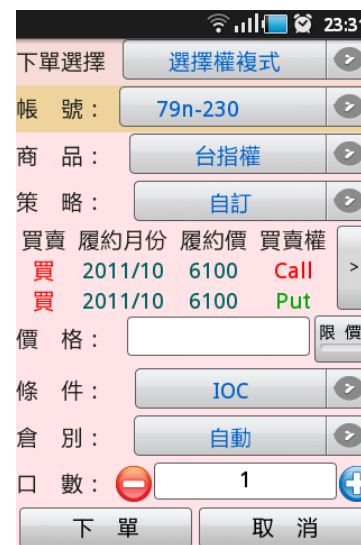 23:31
下單選擇 選擇權複式
帳 號： 79n-230
商 品： 台指權
策 略： 自訂
買賣 履約月份 履約價 買賣權
買 2011/10 6100 Call >
買 2011/10 6100 Put
價 格： 限 價
條 件： IOC
倉 別： 自動
口 數： 1
下 單 取 消